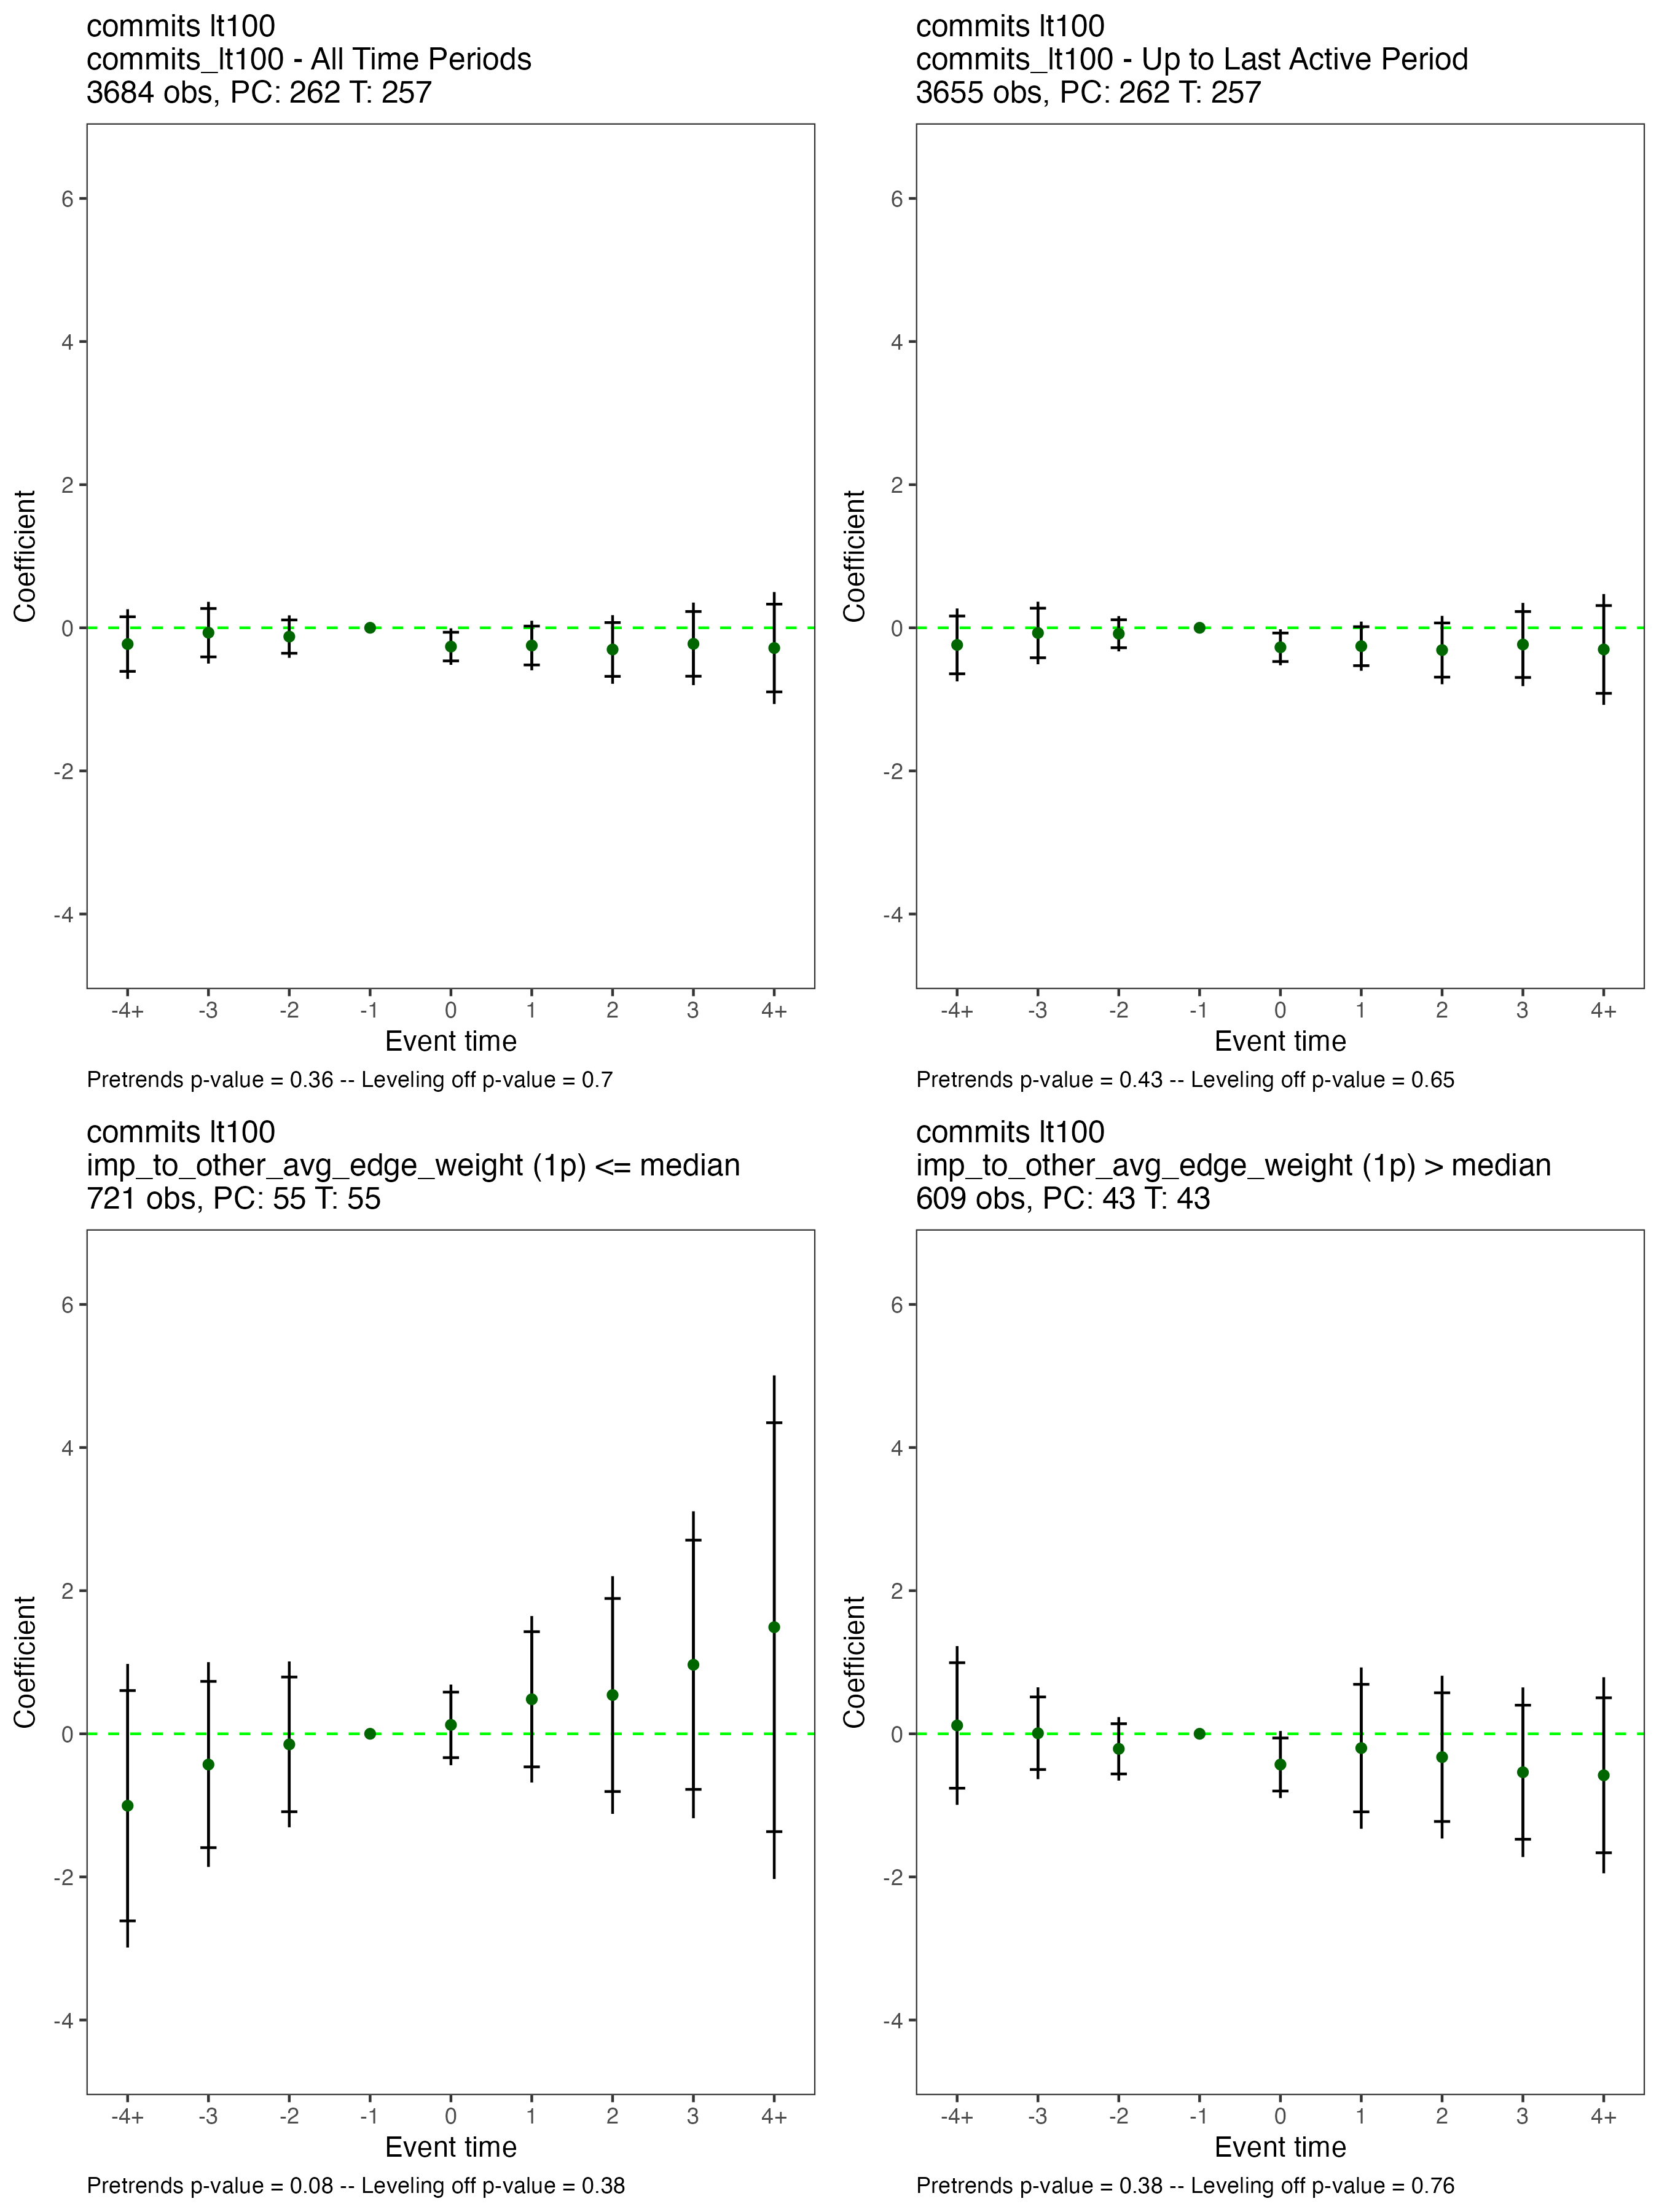 commits lt100
commits_lt100 - All Time Periods
3684 obs, PC: 262 T: 257
Coefficient
6
4
2
0
-2
-4
-4+ -3 -2 -1 0 1 2 3 4+
Event time
Pretrends p-value = 0.36 -- Leveling off p-value = 0.7
commits lt100
commits_lt100 - Up to Last Active Period
3655 obs, PC: 262 T: 257
Coefficient
6
4
2
0
-2
-4
-4+ -3 -2 -1 0 1 2 3 4+
Event time
Pretrends p-value = 0.43 -- Leveling off p-value = 0.65
commits lt100
imp_to_other_avg_edge_weight (1p) <= median
721 obs, PC: 55 T: 55
Coefficient
6
4
2
0
-2
-4
-4+ -3 -2 -1 0 1 2 3 4+
Event time
Pretrends p-value = 0.08 -- Leveling off p-value = 0.38
commits lt100
imp_to_other_avg_edge_weight (1p) > median
609 obs, PC: 43 T: 43
Coefficient
6
4
2
0
-2
-4
-4+ -3 -2 -1 0 1 2 3 4+
Event time
Pretrends p-value = 0.38 -- Leveling off p-value = 0.76